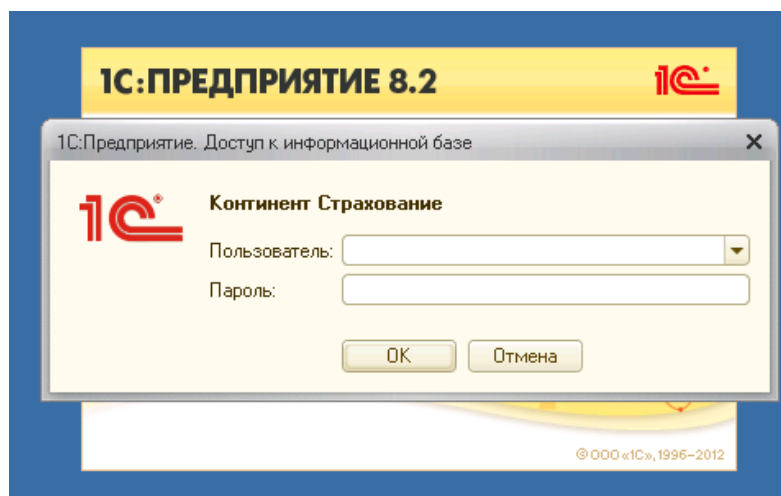 1С:ПРЕДПРИЯТИЕ 8.2
1С
1С:Предприятие. Доступ к информационной базе
1С
Континент Страхование
Пользователь:
Пароль:
OK
Отмена
© ООО «1С», 1996–2012